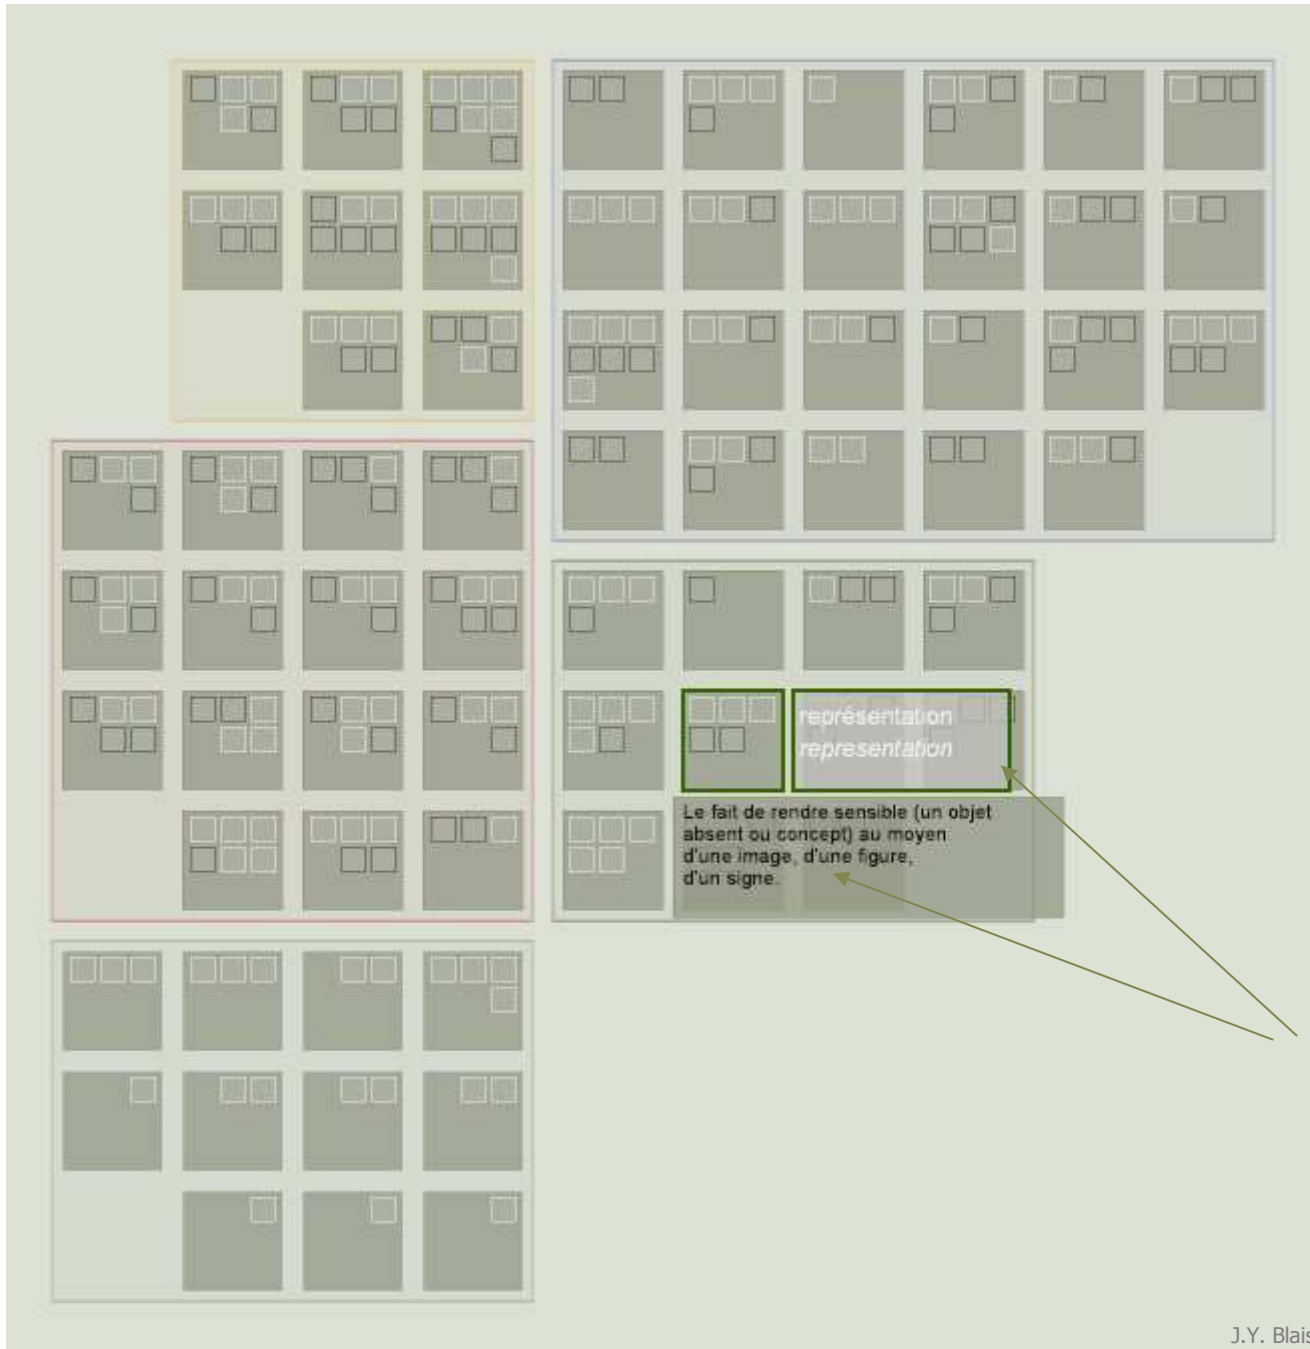 représentation
representation
Le fait de rendre sensible (un objet
absent ou concept) au moyen
d'une image, d'une figure,
d'un signe.
J.Y. Blais